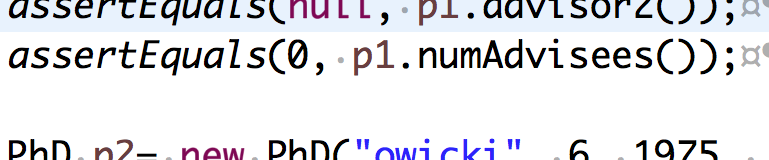 assertEquals(null, p1.advisor2());
assertEquals(0, p1.numAdvisees());
PhD p2= new PhD("owicki", 6, 1975,